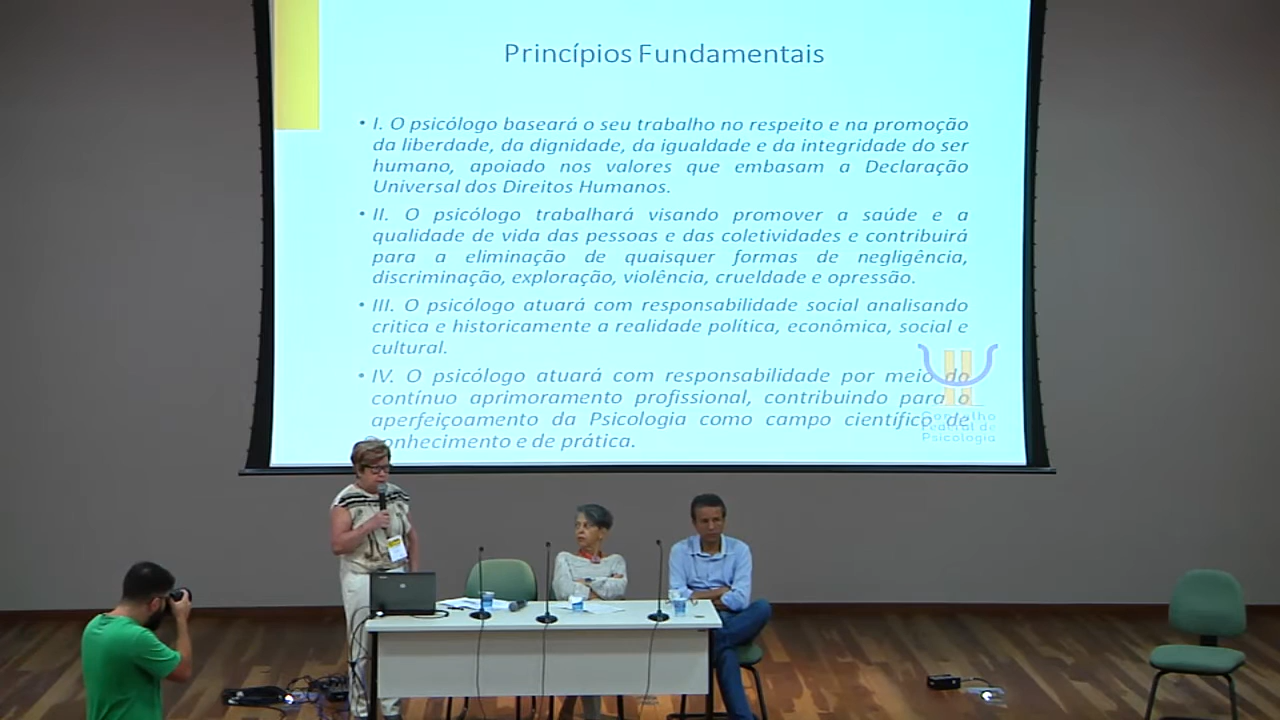 Princípios Fundamentais
• I. O psicólogo baseará o seu trabalho no respeito e na promoção
da liberdade, da dignidade, da igualdade e da integridade do ser
humano, apoiado nos valores que embasam a Declaração
Universal dos Direitos Humanos.
• II. O psicólogo trabalhará visando promover a saúde e a
qualidade de vida das pessoas e das coletividades e contribuirá
para a eliminação de quaisquer formas de negligência,
discriminação, exploração, violência, crueldade e opressão.
• III. O psicólogo atuará com responsabilidade social analisando
critica e historicamente a realidade política, econômica, social e
cultural.
• IV. O psicólogo atuará com responsabilidade por meio do
contínuo aprimoramento profissional, contribuindo para o
aperfeiçoamento da Psicologia como campo científico de
conhecimento e de prática.
Conselho
Federal de
Psicologia